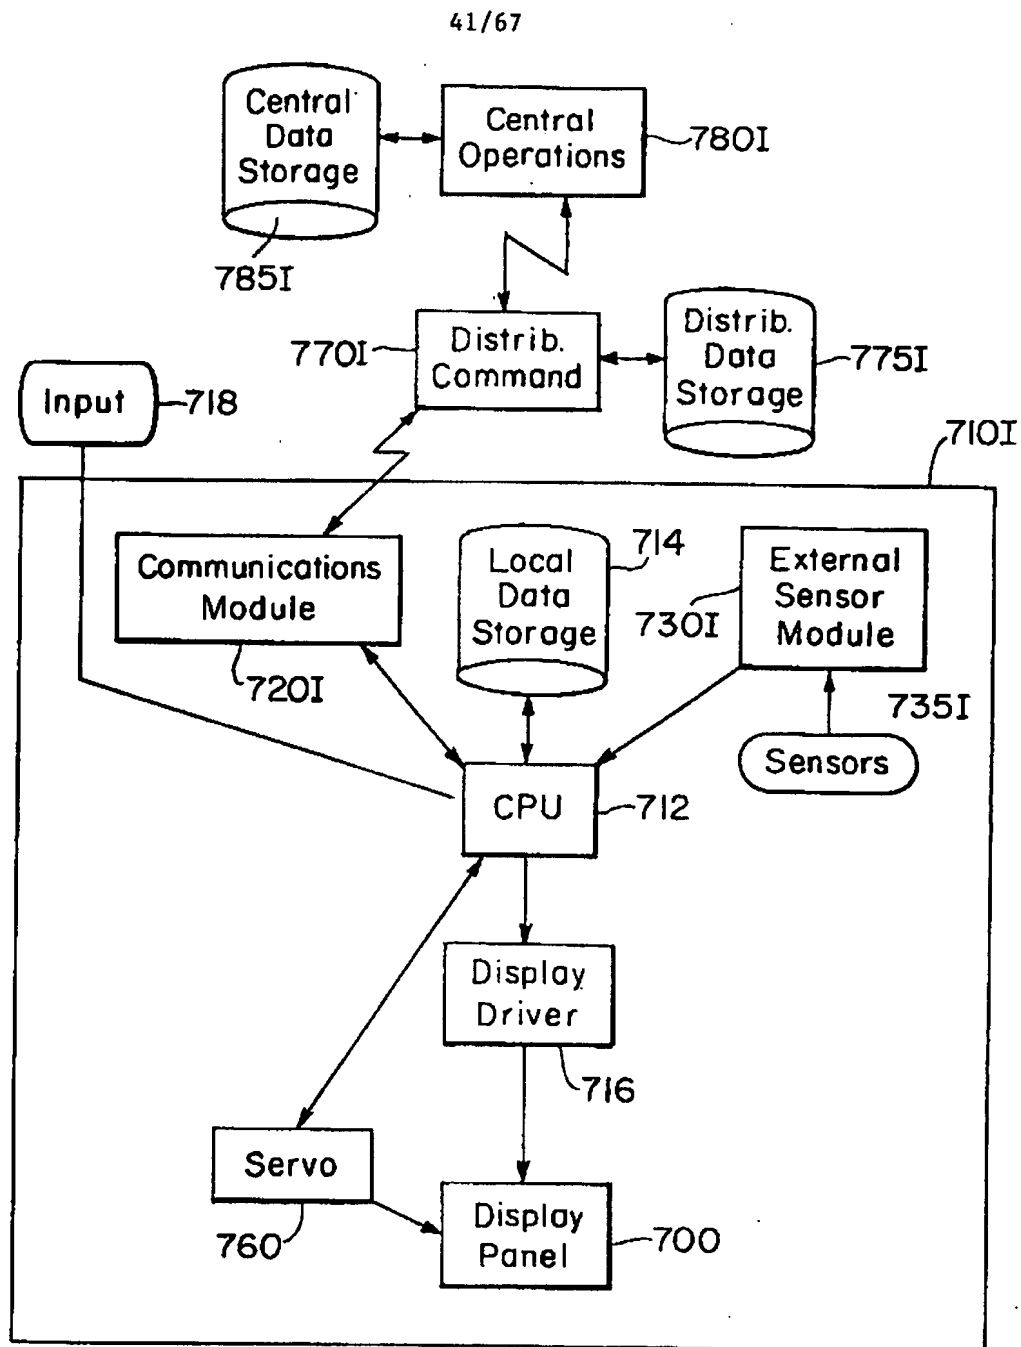 41/67
Central
Data
Storage
785I
Central
Operations
780I
770I
Distrib.
Command
Distrib.
Data
Storage
775I
Input
718
710I
Communications
Module
720I
Local
Data
Storage
714
730I
External
Sensor
Module
735I
Sensors
CPU
712
Display
Driver
716
Servo
760
Display
Panel
700